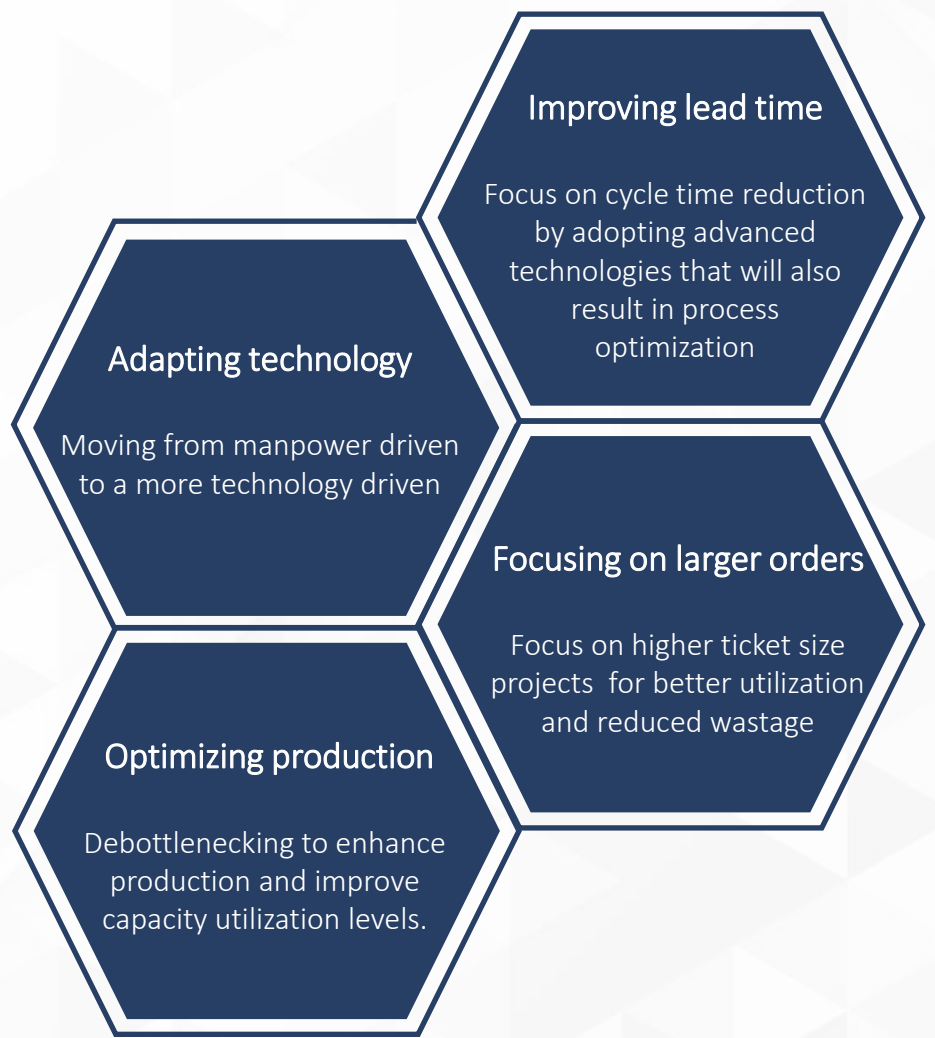 Improving lead time
Focus on cycle time reduction
by adopting advanced
technologies that will also
result in process
optimization
Adapting technology
Moving from manpower driven
to a more technology driven
Focusing on larger orders
Focus on higher ticket size
projects for better utilization
and reduced wastage
Optimizing production
Debottlenecking to enhance
production and improve
capacity utilization levels.